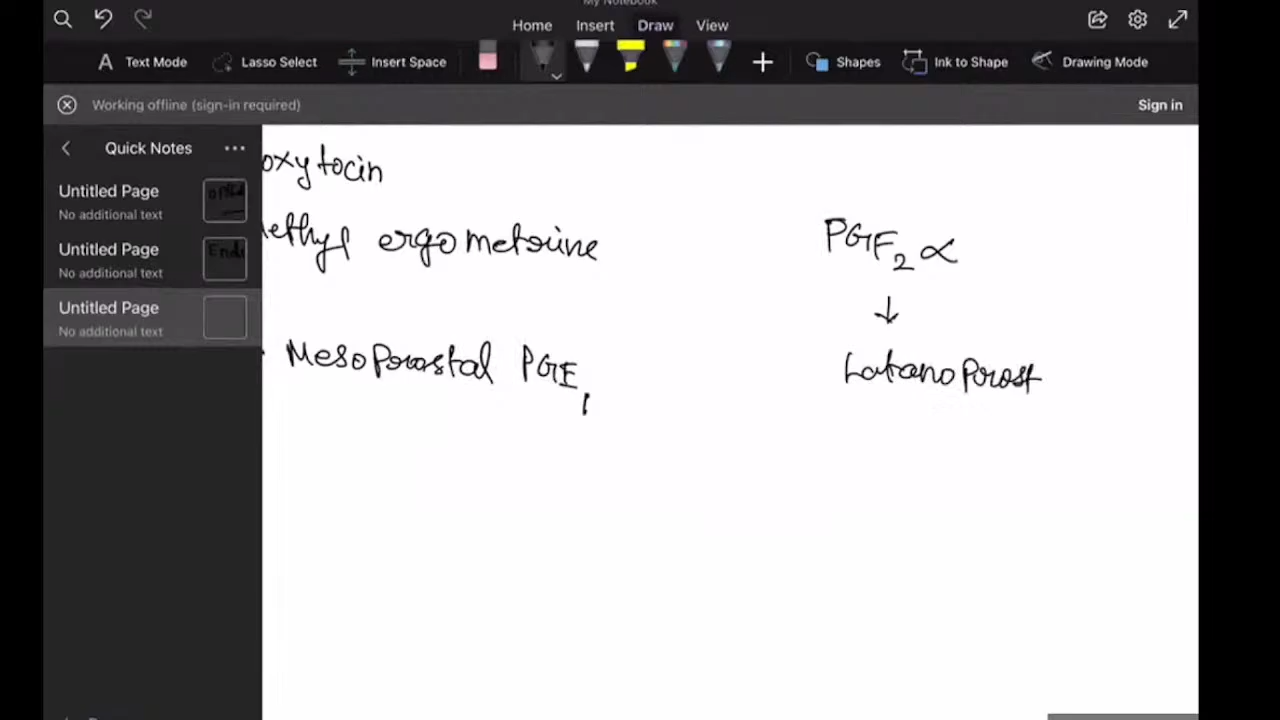 My Notebook
Home Insert Draw View
Text Mode Lasso Select Insert Space Shapes Ink to Shape Drawing Mode
Working offline (sign-in required) Sign in
Quick Notes
Untitled Page
No additional text
Untitled Page
No additional text
Untitled Page
No additional text
oxytocin
ethyl ergometrine
Mesoprostal PGE1
PGF2α
↓
Latanoprost